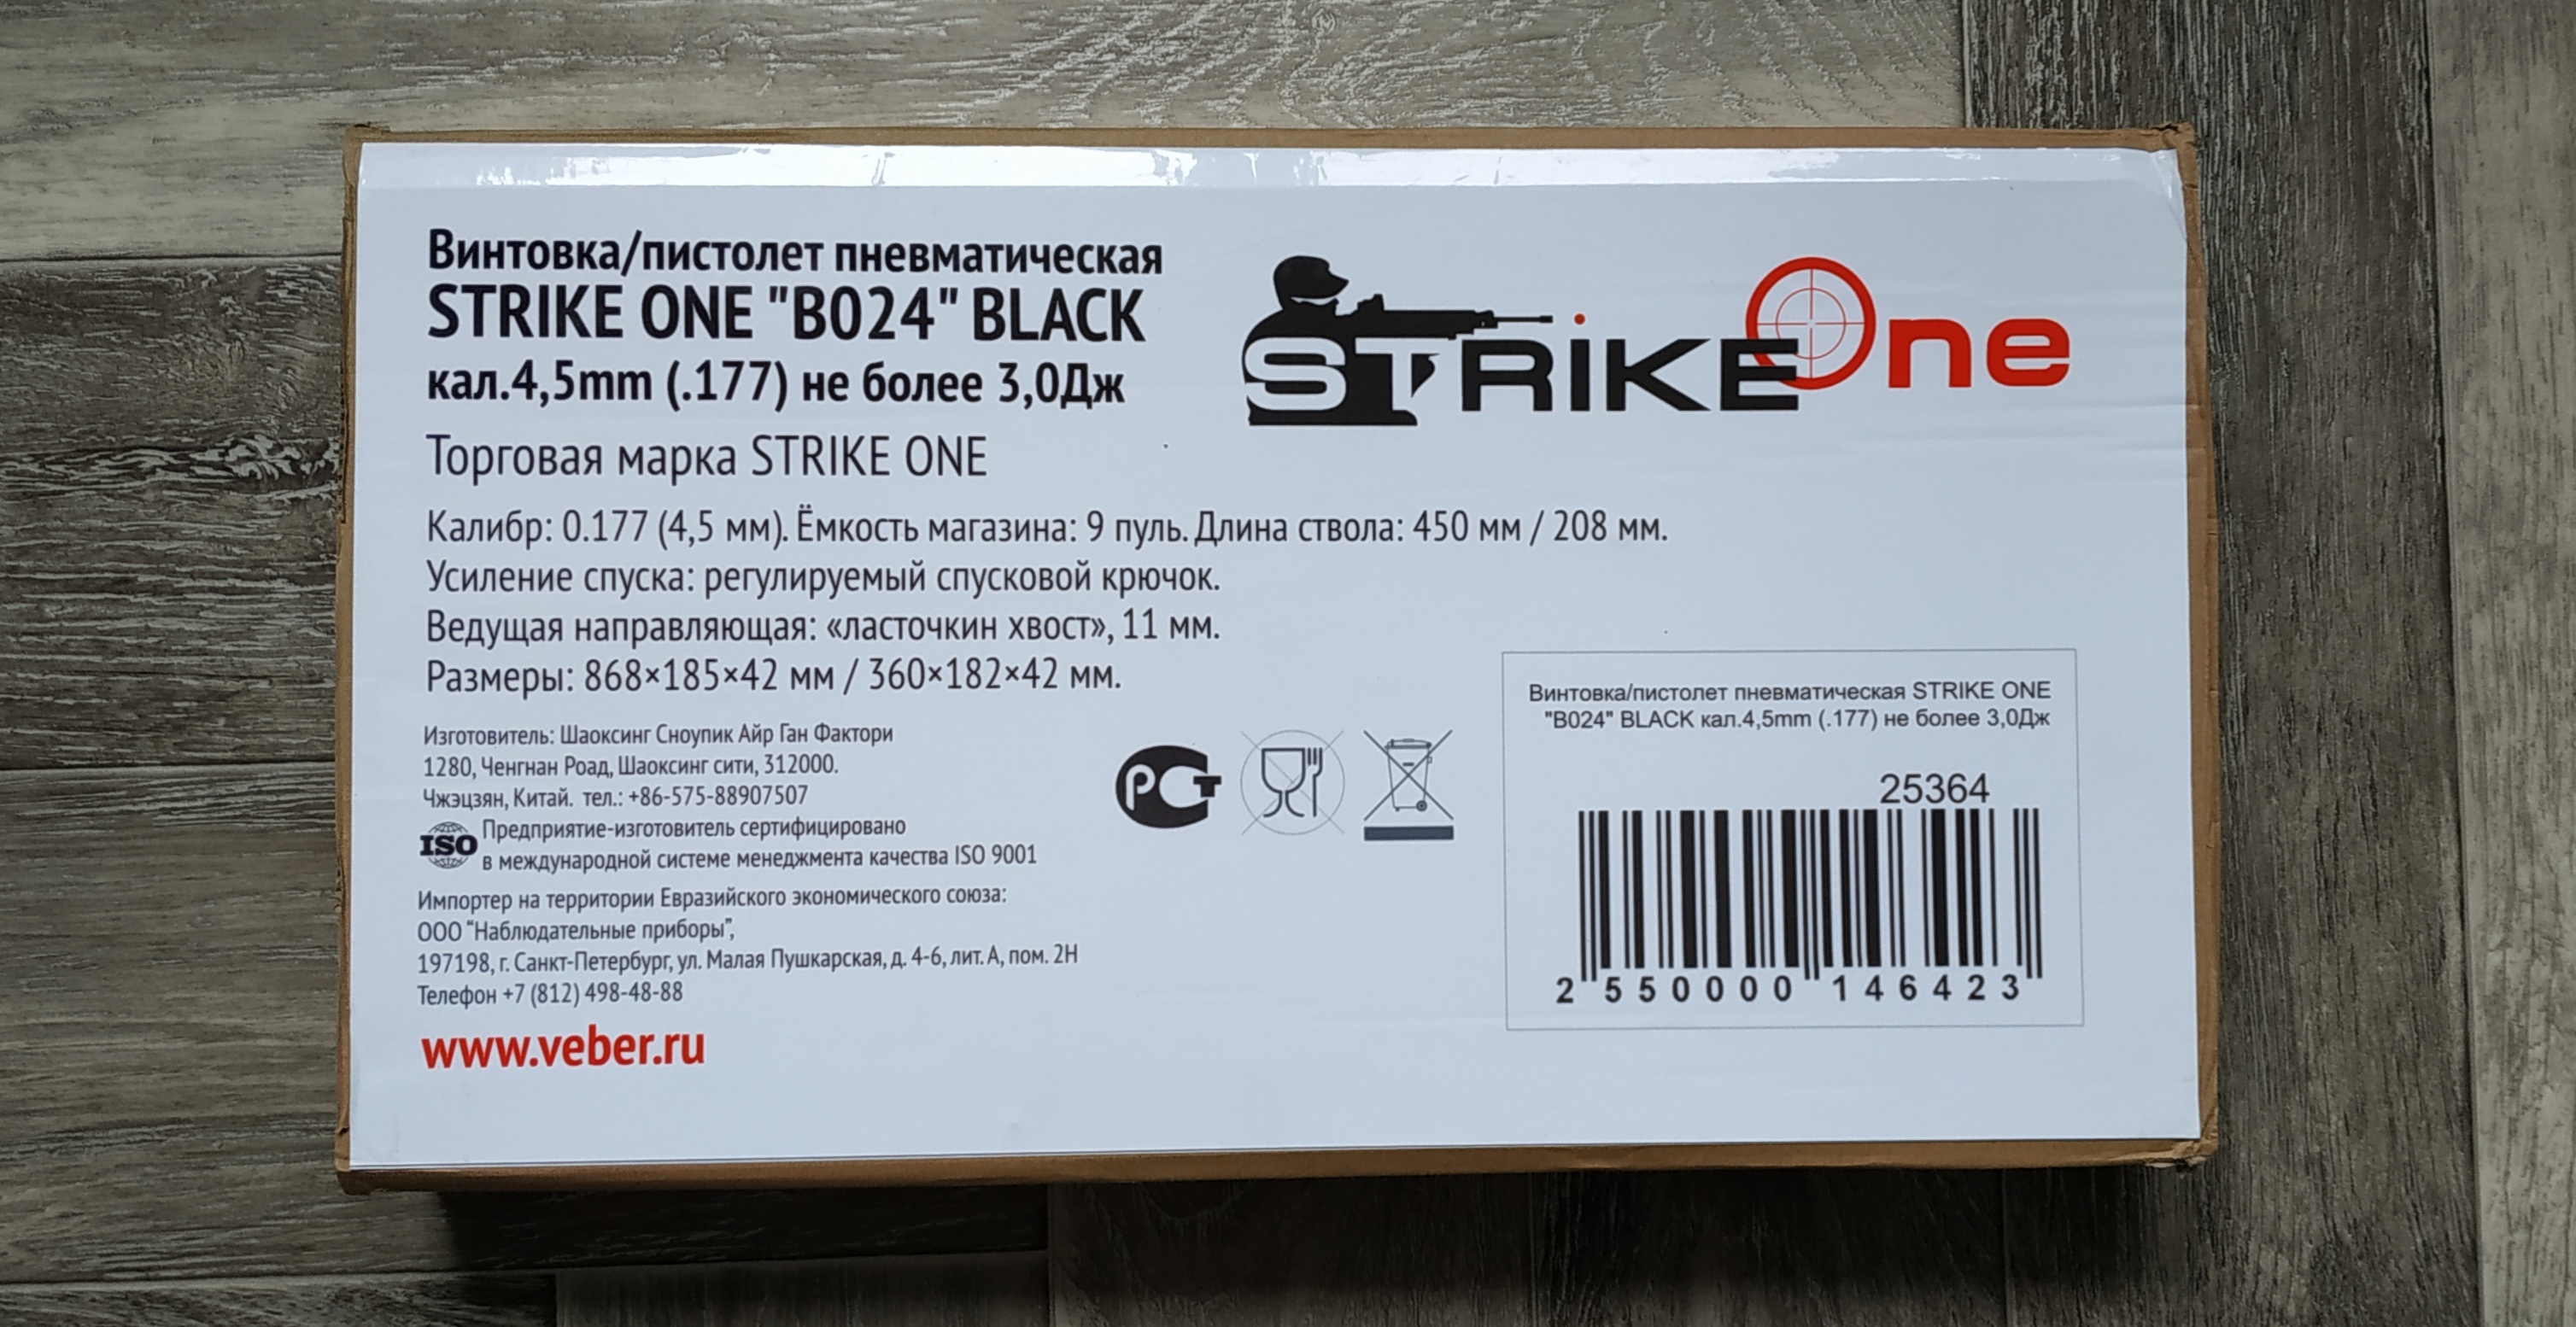 Винтовка/пистолет пневматическая
STRIKE ONE "B024" BLACK
кал.4,5mm (.177) не более 3,0Дж
STRIKE One
Торговая марка STRIKE ONE
Калибр: 0.177 (4,5 мм). Ёмкость магазина: 9 пуль. Длина ствола: 450 мм / 208 мм.
Усиление спуска: регулируемый спусковой крючок.
Ведущая направляющая: «ласточкин хвост», 11 мм.
Размеры: 868×185×42 мм / 360×182×42 мм.
Изготовитель: Шаоксинг Сноупик Айр Ган Фактори
1280, Ченгнан Роад, Шаоксинг сити, 312000.
Чжэцзян, Китай. тел.: +86-575-88907507
ISO
Предприятие-изготовитель сертифицировано
в международной системе менеджмента качества ISO 9001
Импортер на территории Евразийского экономического союза:
ООО "Наблюдательные приборы",
197198, г. Санкт-Петербург, ул. Малая Пушкарская, д. 4-6, лит. А, пом. 2Н
Телефон +7 (812) 498-48-88
www.veber.ru
РСТ
Винтовка/пистолет пневматическая STRIKE ONE
"B024" BLACK кал.4,5mm (.177) не более 3,0Дж
25364
2 550000 146423